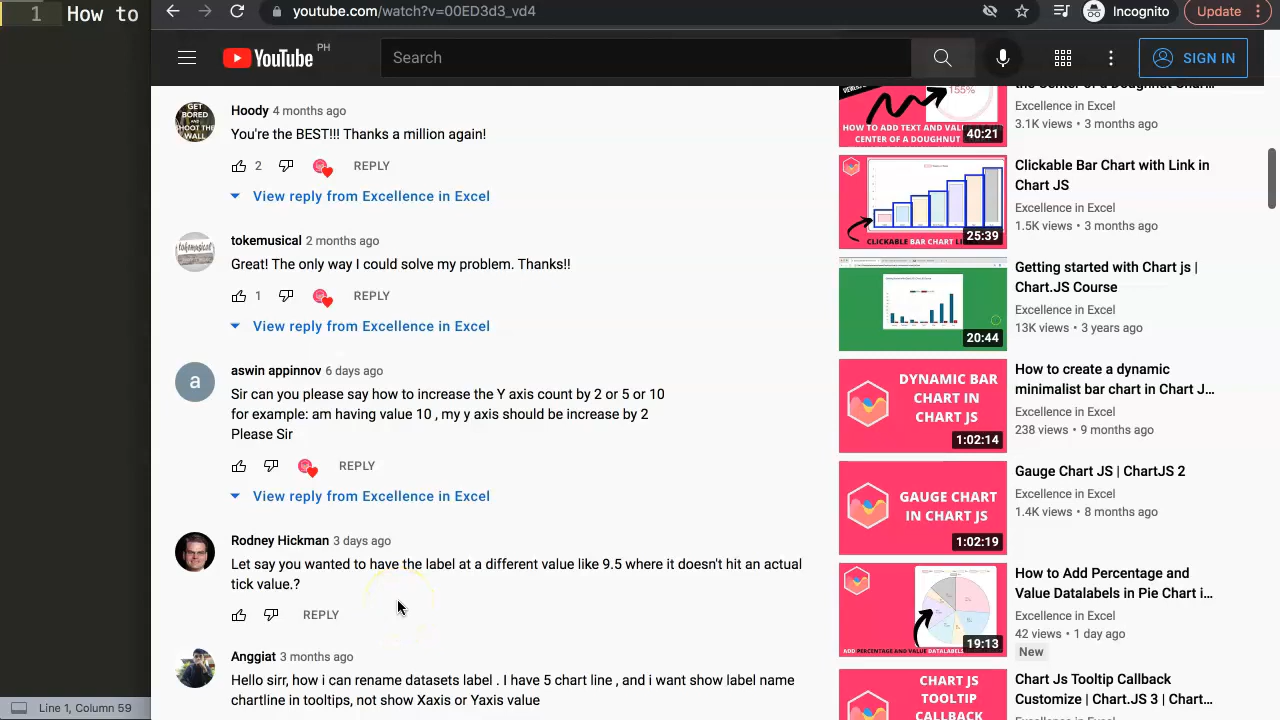 1 How to
youtube.com/watch?v=00ED3d3_vd4
Incognito
Update
YouTube PH
Search
SIGN IN
Hoody 4 months ago
You're the BEST!!! Thanks a million again!
2
REPLY
View reply from Excellence in Excel
tokemusical 2 months ago
Great! The only way I could solve my problem. Thanks!!
1
REPLY
View reply from Excellence in Excel
a
aswin appinnov 6 days ago
Sir can you please say how to increase the Y axis count by 2 or 5 or 10
for example: am having value 10 , my y axis should be increase by 2
Please Sir
REPLY
View reply from Excellence in Excel
Rodney Hickman 3 days ago
Let say you wanted to have the label at a different value like 9.5 where it doesn't hit an actual
tick value.?
REPLY
Anggiat 3 months ago
Hello sirr, how i can rename datasets label . I have 5 chart line , and i want show label name
chartline in tooltips, not show Xaxis or Yaxis value
GET
BORED
AND
SHOOT THE
WALL
tokemusical
155%
HOW TO ADD TEXT AND
CENTER OF A DOUGHNUT
40:21
the Center of a Doughnut Char...
Excellence in Excel
3.1K views • 3 months ago
CLICKABLE BAR CHART
25:39
Clickable Bar Chart with Link in
Chart JS
Excellence in Excel
1.5K views • 3 months ago
20:44
Getting started with Chart js |
Chart.JS Course
Excellence in Excel
13K views • 3 years ago
DYNAMIC BAR
CHART IN
CHART JS
1:02:14
How to create a dynamic
minimalist bar chart in Chart J...
Excellence in Excel
238 views • 9 months ago
GAUGE CHART
IN CHART JS
1:02:19
Gauge Chart JS | ChartJS 2
Excellence in Excel
1.4K views • 8 months ago
ADD PERCENTAGE AND VALUE DATALABELS
19:13
How to Add Percentage and
Value Datalabels in Pie Chart i...
Excellence in Excel
42 views • 1 day ago
New
CHART JS
TOOLTIP
CALLBACK
Chart Js Tooltip Callback
Customize | Chart.JS 3 | Chart...
Line 1, Column 59